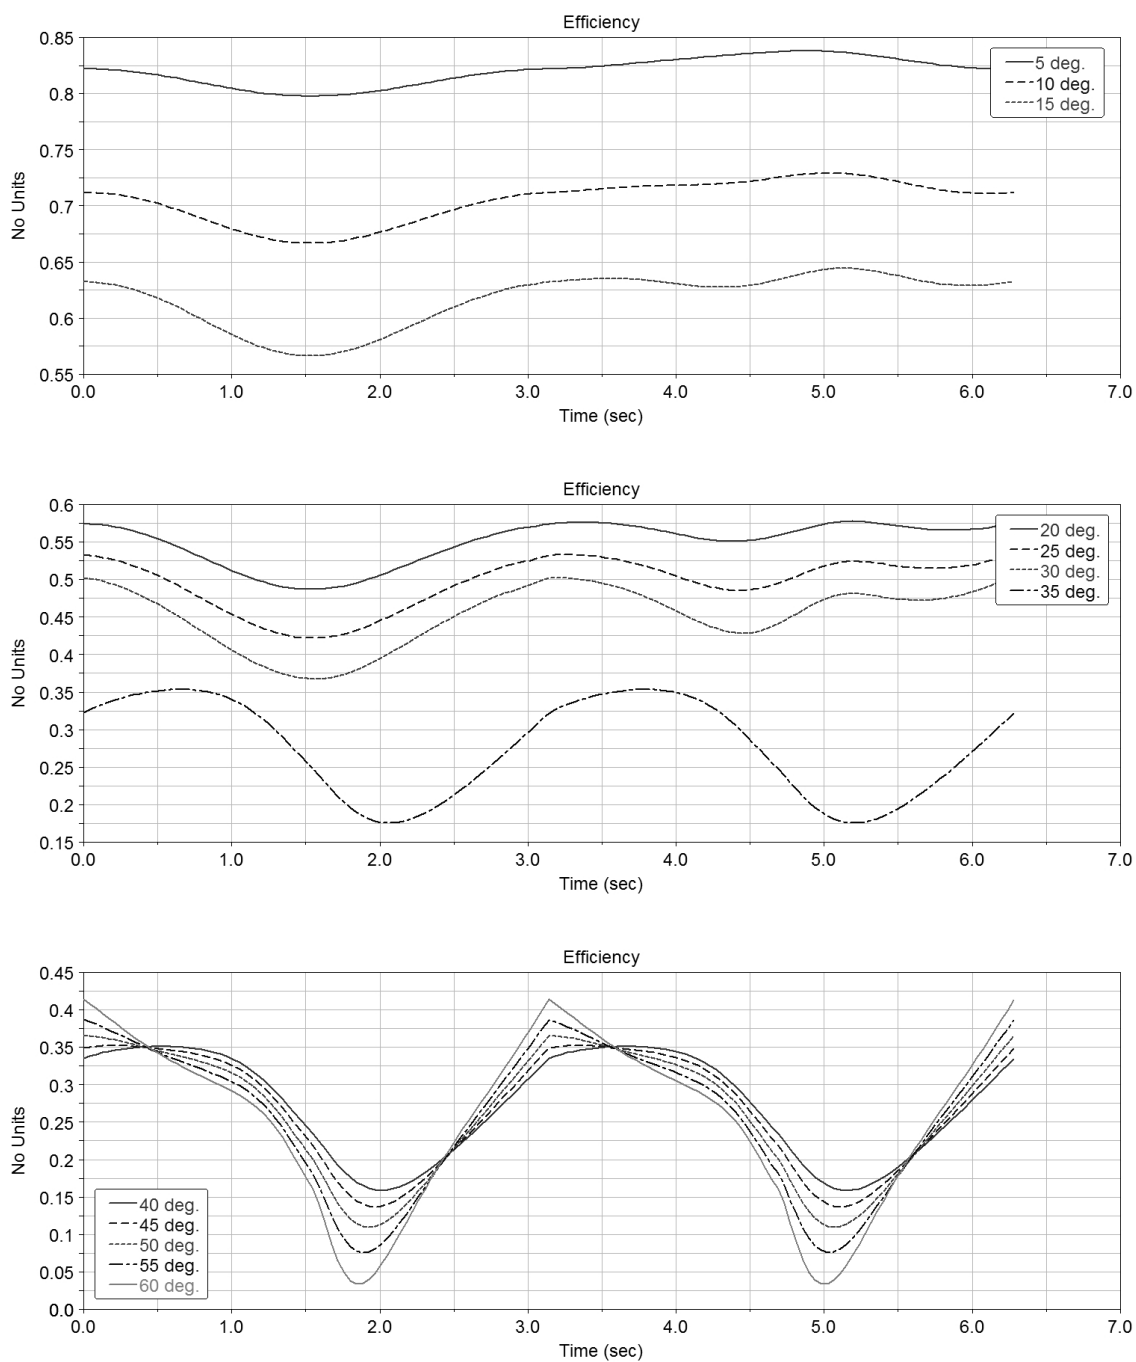 Efficiency
No Units
0.85
0.8
0.75
0.7
0.65
0.6
0.55
5 deg.
10 deg.
15 deg.
0.0 1.0 2.0 3.0 4.0 5.0 6.0 7.0
Time (sec)
Efficiency
No Units
0.6
0.55
0.5
0.45
0.4
0.35
0.3
0.25
0.2
0.15
20 deg.
25 deg.
30 deg.
35 deg.
0.0 1.0 2.0 3.0 4.0 5.0 6.0 7.0
Time (sec)
Efficiency
No Units
0.45
0.4
0.35
0.3
0.25
0.2
0.15
0.1
0.05
0.0
40 deg.
45 deg.
50 deg.
55 deg.
60 deg.
0.0 1.0 2.0 3.0 4.0 5.0 6.0 7.0
Time (sec)